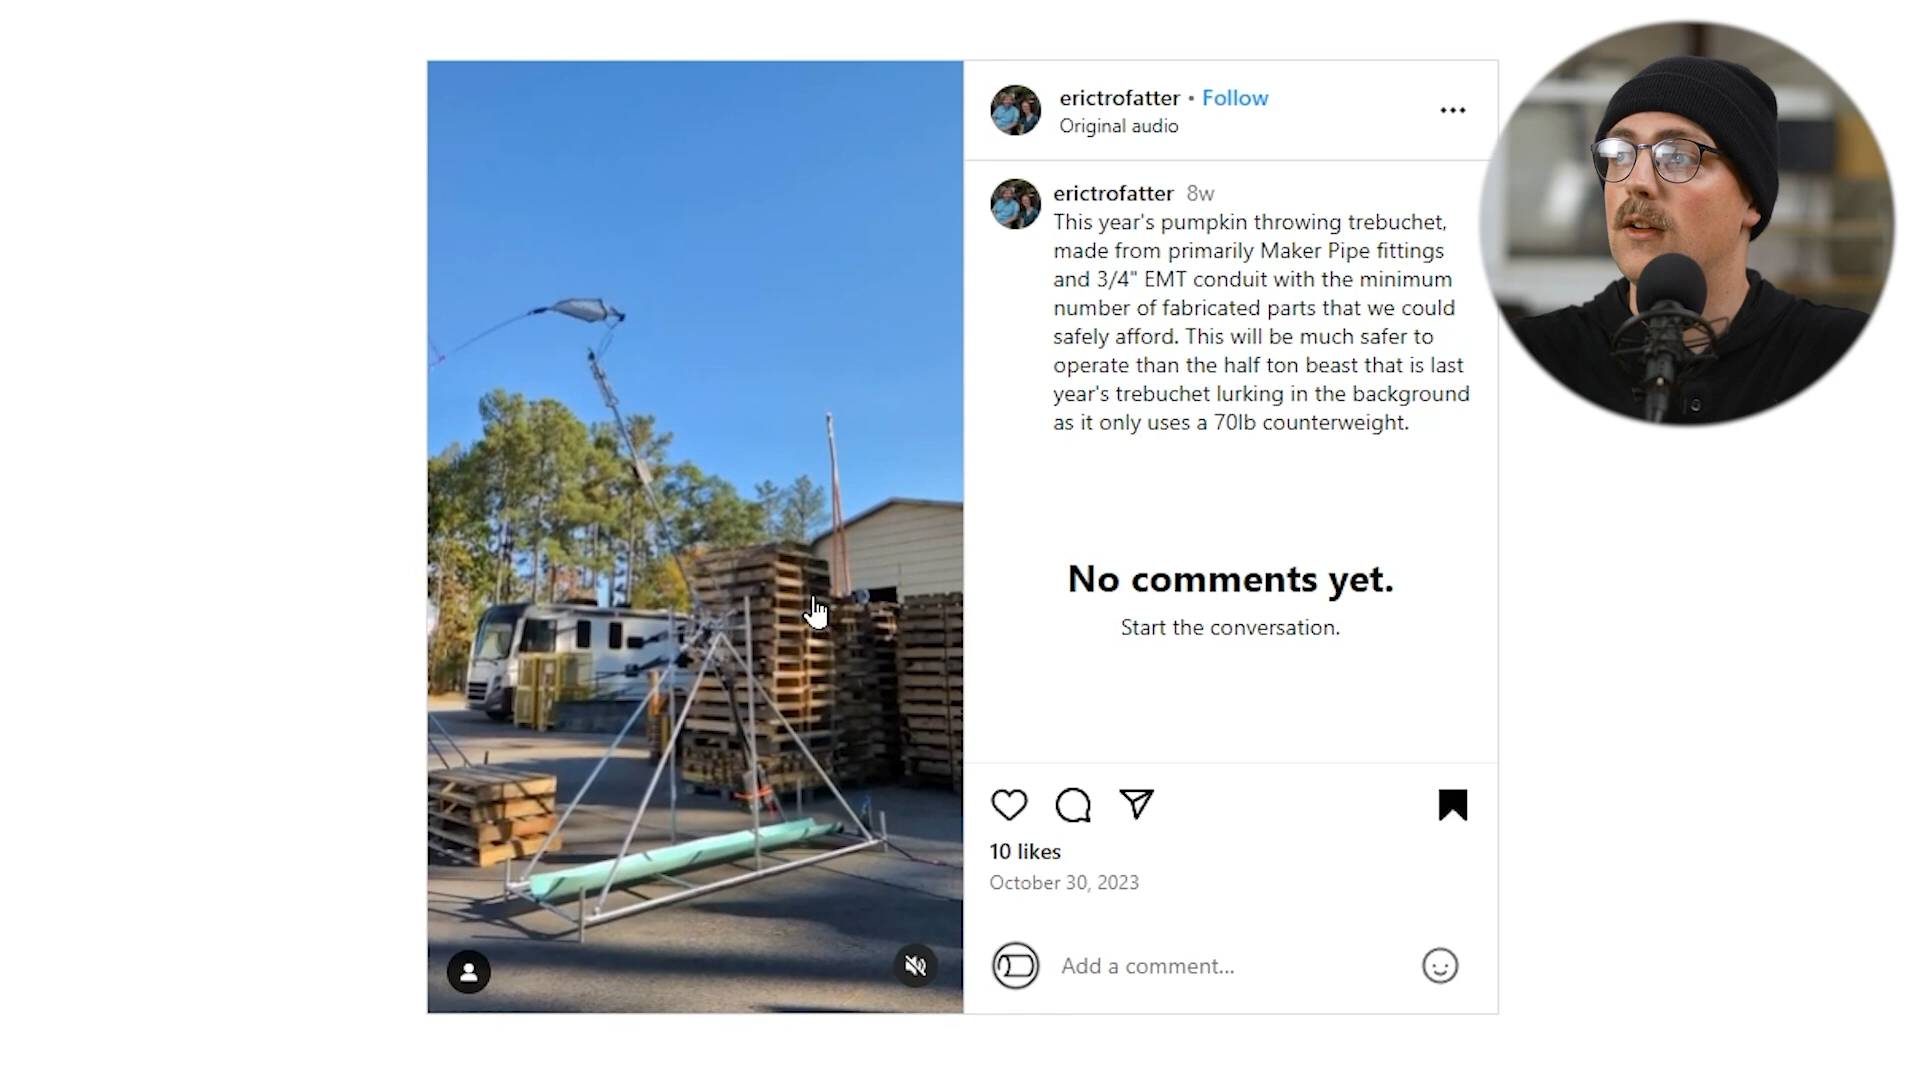 erictrofatter • Follow
Original audio
erictrofatter 8w
This year's pumpkin throwing trebuchet,
made from primarily Maker Pipe fittings
and 3/4" EMT conduit with the minimum
number of fabricated parts that we could
safely afford. This will be much safer to
operate than the half ton beast that is last
year's trebuchet lurking in the background
as it only uses a 70lb counterweight.
No comments yet.
Start the conversation.
10 likes
October 30, 2023
Add a comment...